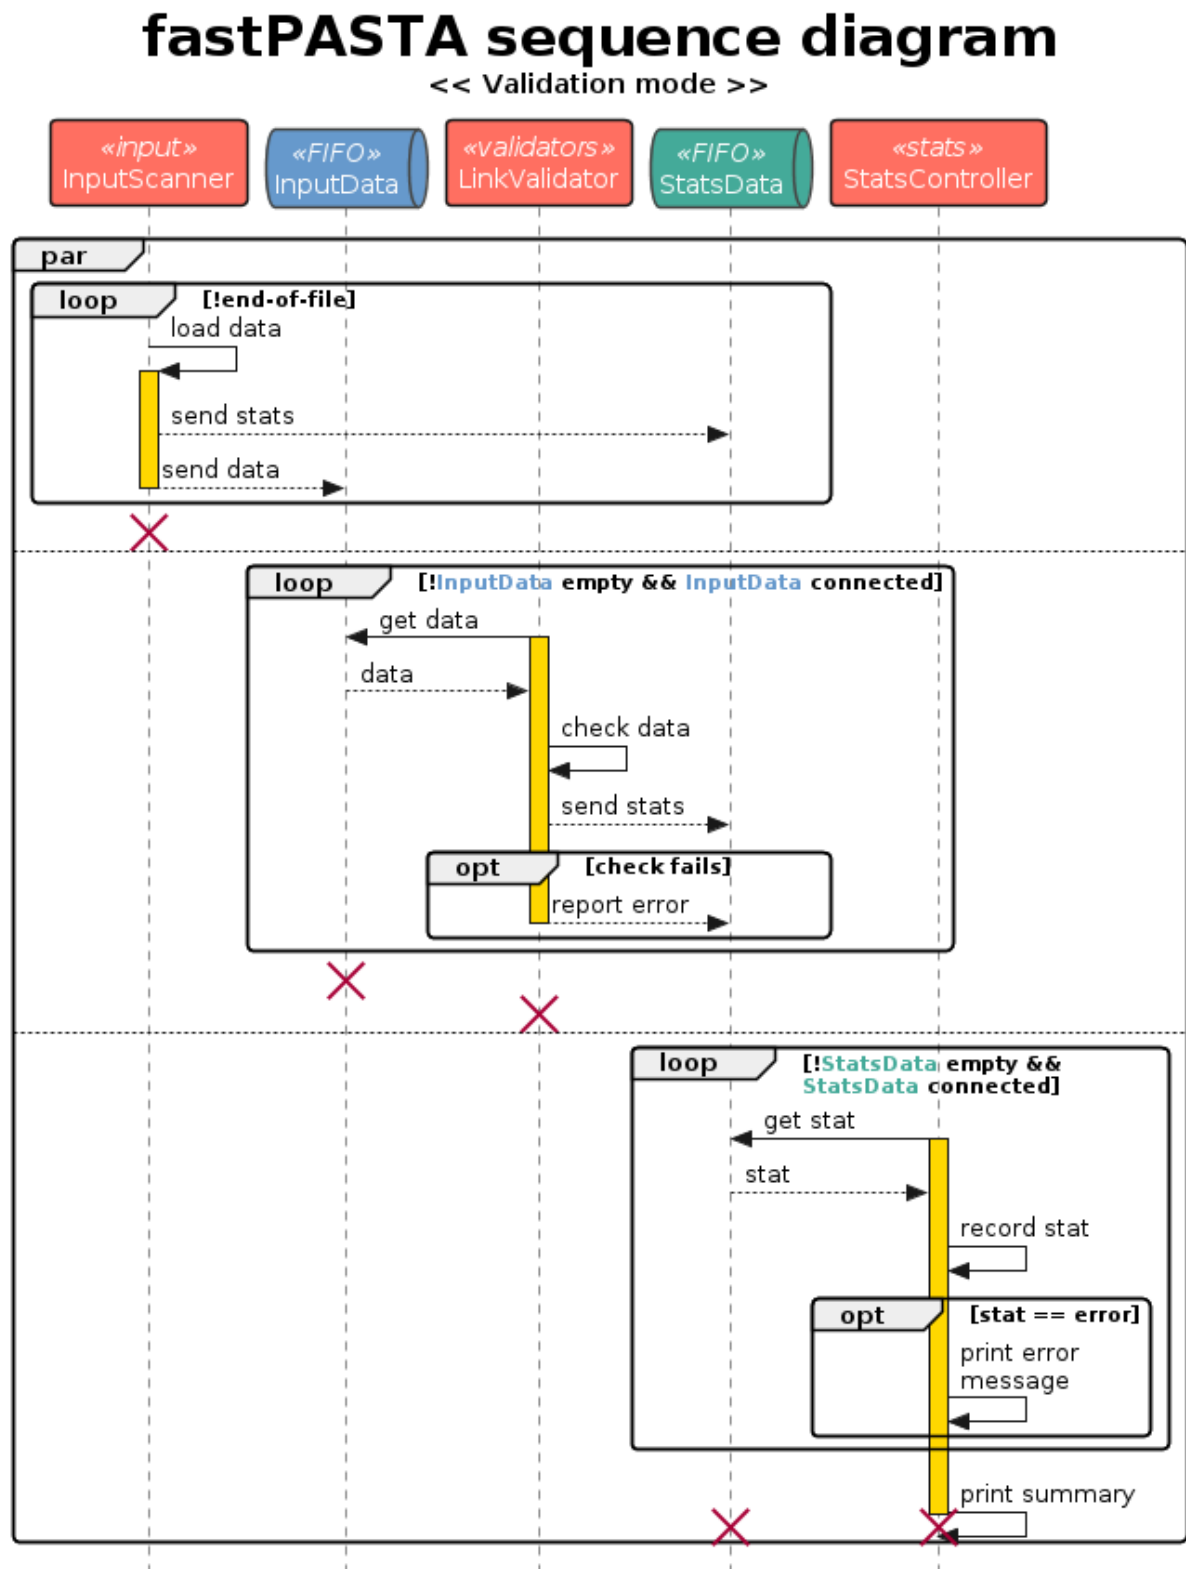 fastPASTA sequence diagram
<< Validation mode >>
«input»
InputScanner
«FIFO»
InputData
«validators»
LinkValidator
«FIFO»
StatsData
«stats»
StatsController
par
loop [!end-of-file]
load data
send stats
send data
loop [!InputData empty && InputData connected]
get data
data
check data
send stats
opt [check fails]
report error
loop [!StatsData empty &&
StatsData connected]
get stat
stat
record stat
opt [stat == error]
print error
message
print summary